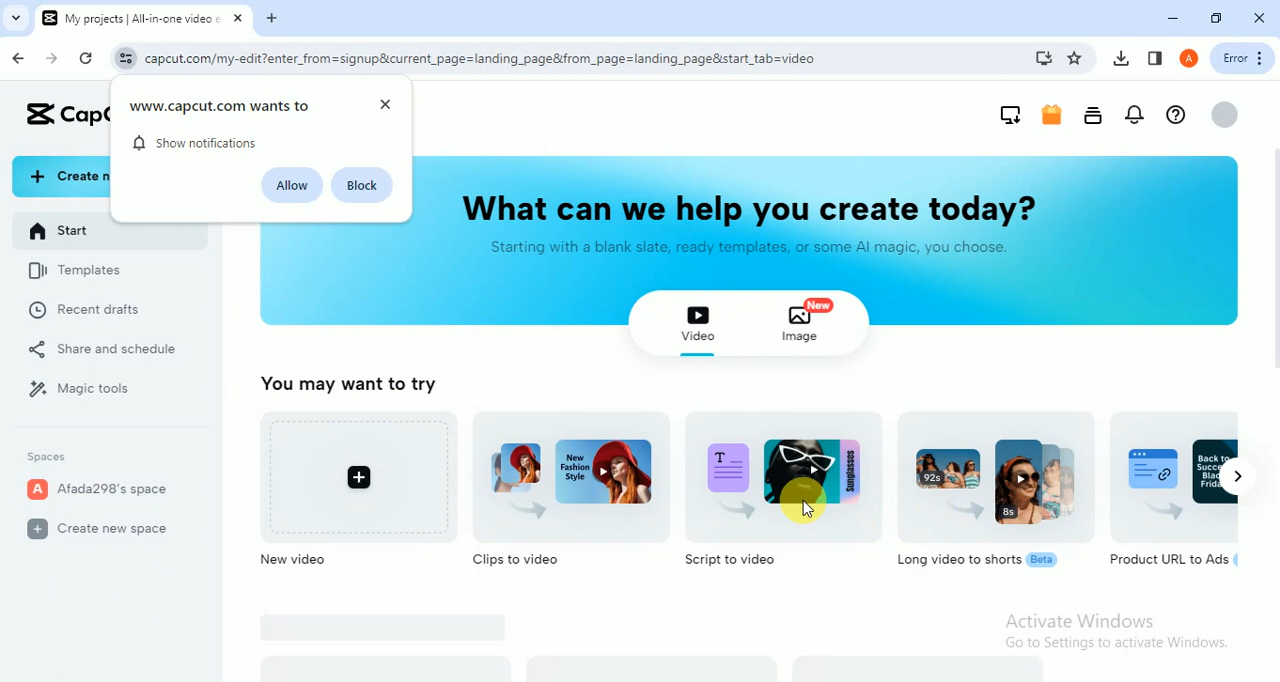 My projects | All-in-one video e
capcut.com/my-edit?enter_from=signup&current_page=landing_page&from_page=landing_page&start_tab=video
A
Error
www.capcut.com wants to
Show notifications
Allow
Block
CapC
Create n
Start
Templates
Recent drafts
Share and schedule
Magic tools
Spaces
A
Afada298's space
Create new space
What can we help you create today?
Starting with a blank slate, ready templates, or some AI magic, you choose.
Video
New
Image
You may want to try
New Fashion Style
T
Sunglasses
92s
8s
Back to
Succe
Blac
Frida
New video
Clips to video
Script to video
Long video to shorts Beta
Product URL to Ads
Activate Windows
Go to Settings to activate Windows.